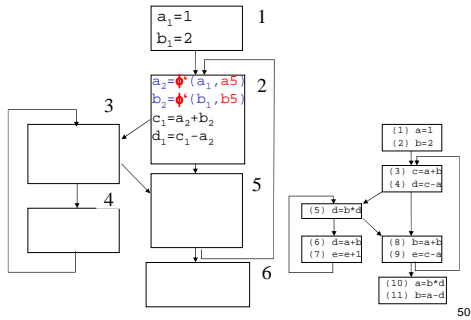 1
a₁=1
b₁=2
2
a₂=ϕ‘(a₁,a5)
b₂=ϕ‘(b₁,b5)
c₁=a₂+b₂
d₁=c₁-a₂
3
4
5
6
(1) a=1
(2) b=2
(3) c=a+b
(4) d=c-a
(5) d=b*d
(6) d=a+b
(7) e=e+1
(8) b=a+b
(9) e=c-a
(10) a=b*d
(11) b=a-d
50